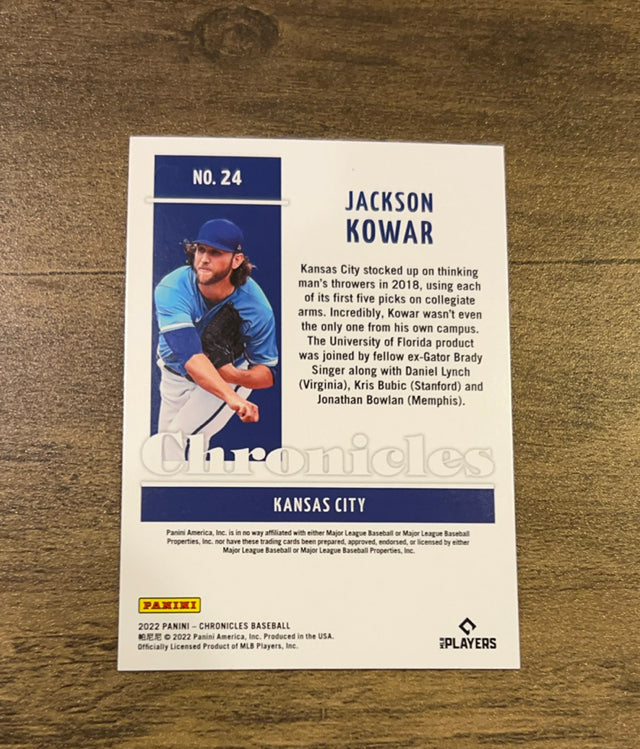 NO. 24
JACKSON
KOWAR
Kansas City stocked up on thinking
man's throwers in 2018, using each
of its first five picks on collegiate
arms. Incredibly, Kowar wasn't even
the only one from his own campus.
The University of Florida product
was joined by fellow ex-Gator Brady
Singer along with Daniel Lynch
(Virginia), Kris Bubic (Stanford) and
Jonathan Bowlan (Memphis).
Chronicles
KANSAS CITY
Panini America, Inc. is in no way affiliated with either Major League Baseball or Major League Baseball
Properties, Inc. nor have these trading cards been prepared, approved, endorsed, or licensed by either
Major League Baseball or Major League Baseball Properties, Inc.
PANINI
2022 PANINI – CHRONICLES BASEBALL
帕尼尼 © 2022 Panini America, Inc. Produced in the USA.
Officially Licensed Product of MLB Players, Inc.
MLB PLAYERS